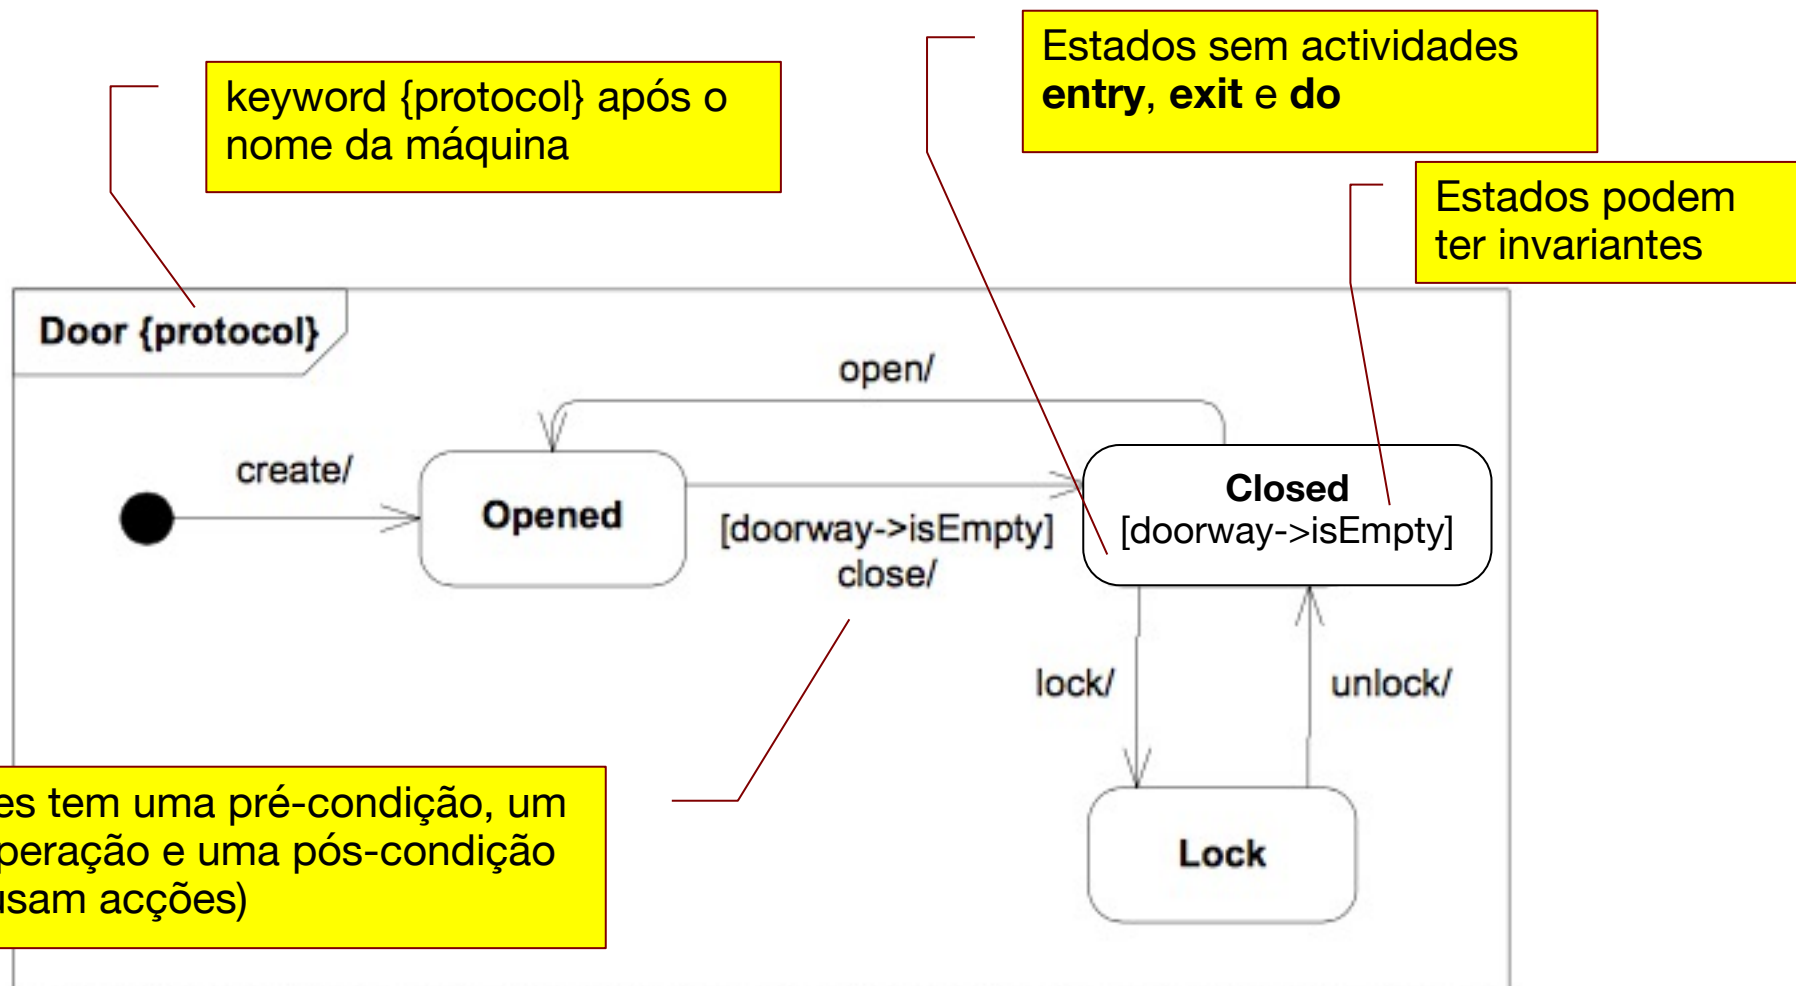 Estados sem actividades
entry, exit e do
keyword {protocol} após o
nome da máquina
Estados podem
ter invariantes
Door {protocol}
open/
create/
Opened
[doorway->isEmpty]
close/
Closed
[doorway->isEmpty]
lock/
unlock/
es tem uma pré-condição, um
peração e uma pós-condição
usam acções)
Lock